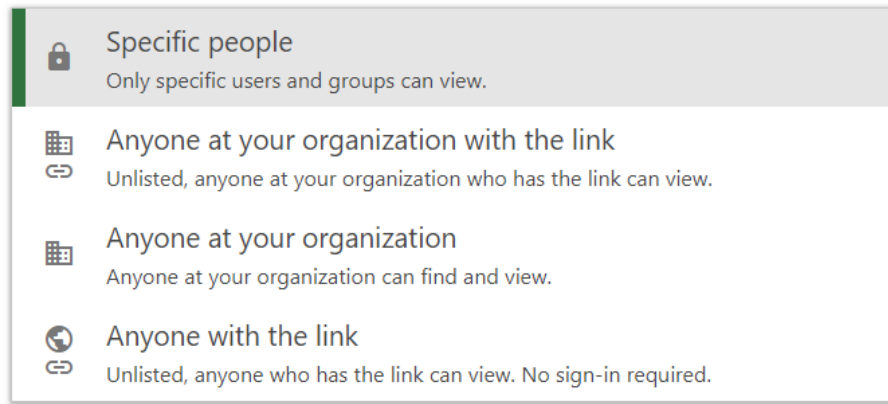 Specific people
Only specific users and groups can view.
Anyone at your organization with the link
Unlisted, anyone at your organization who has the link can view.
Anyone at your organization
Anyone at your organization can find and view.
Anyone with the link
Unlisted, anyone who has the link can view. No sign-in required.